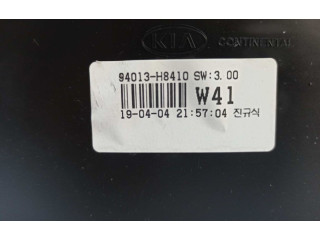 KIA CONTINENTAL
94013-H8410 SW:3.00
W41
19-04-04 21:57:04 진규식